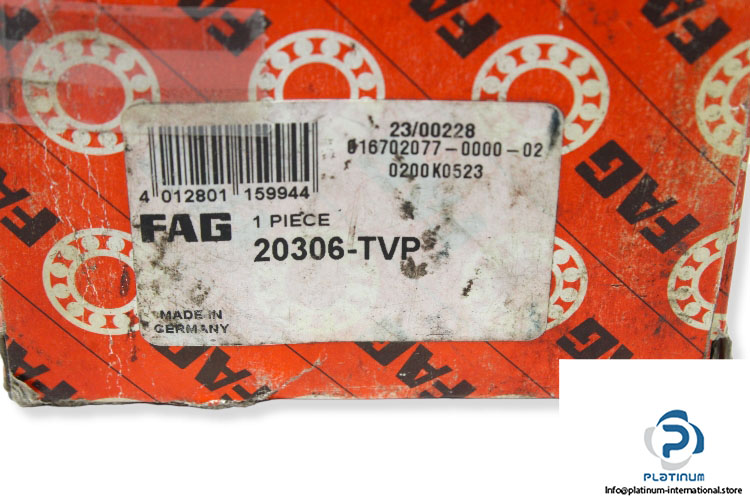 23/00228
016702077-0000-02
0200K0523
4 012801 159944
FAG 1 PIECE
20306-TVP
MADE IN
GERMANY
FAG
FAG
FAG
PLATINUM
Info@platinum-international.store